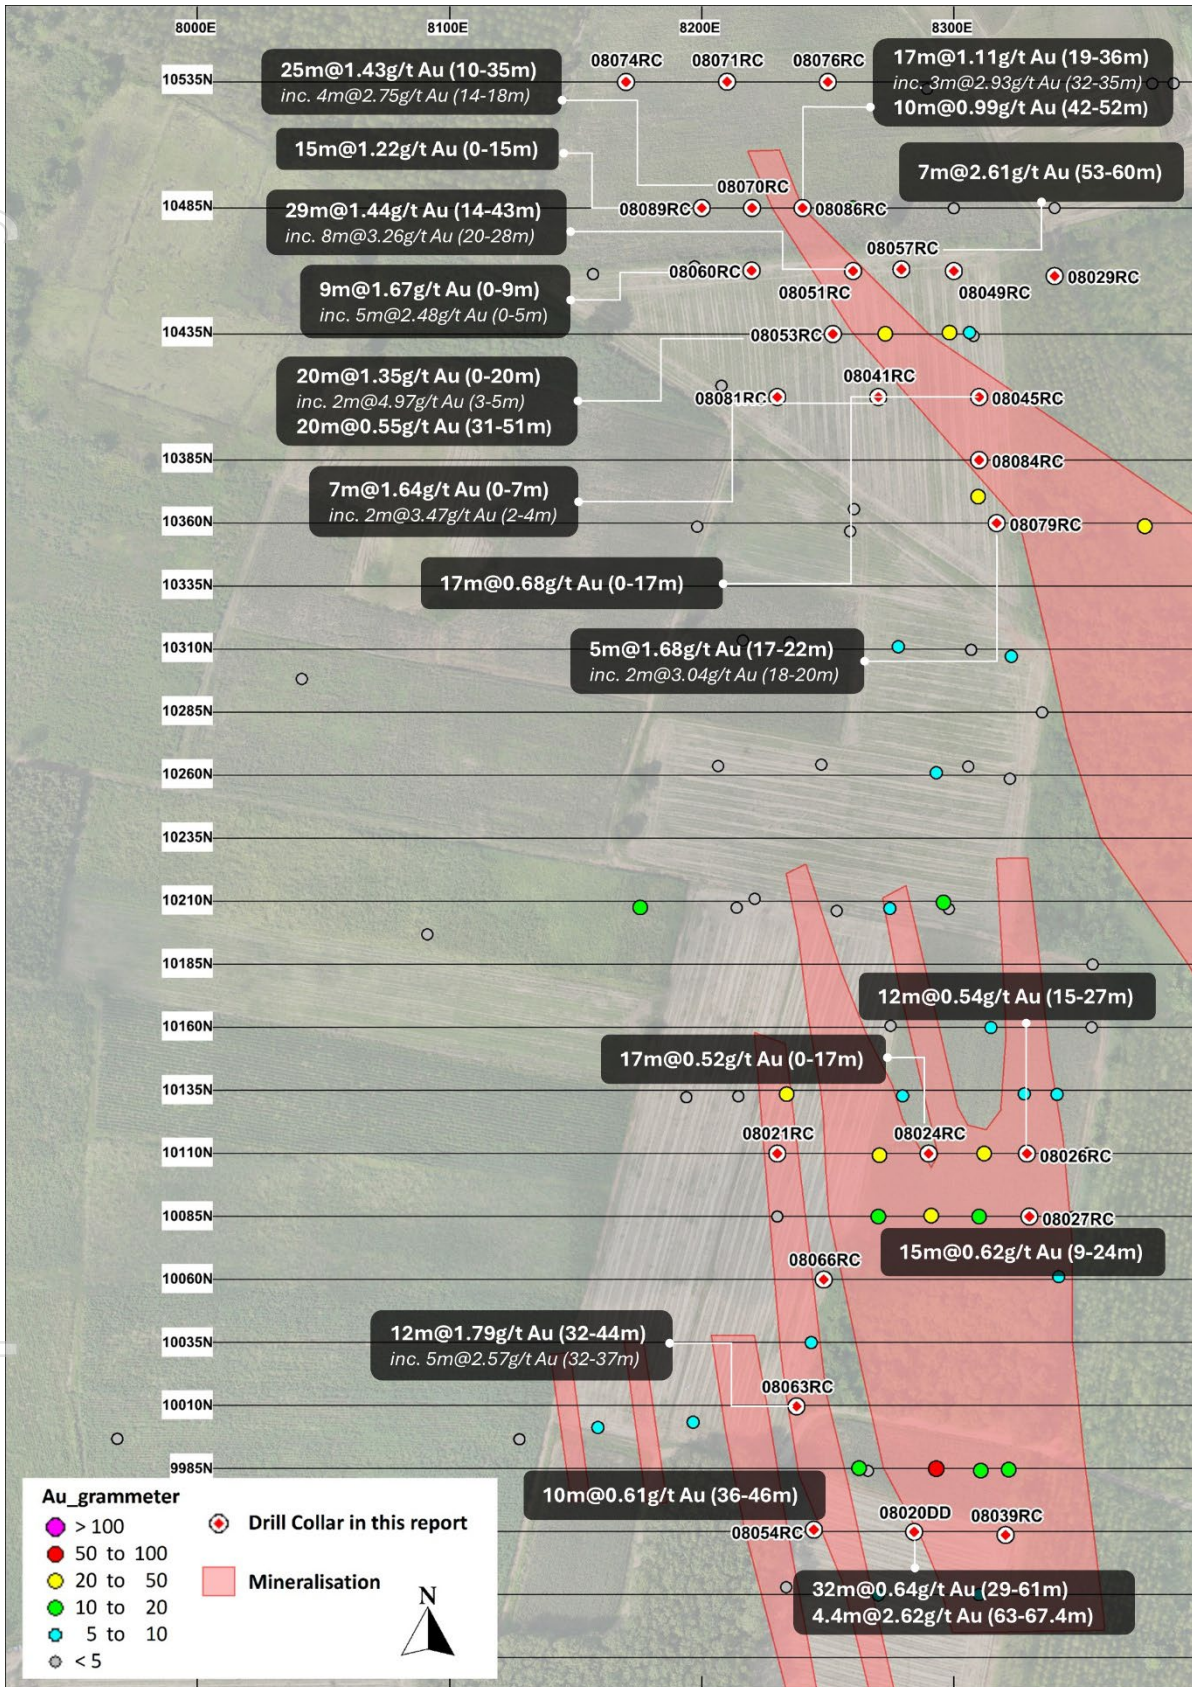 8000E
8100E
8200E
8300E
10535N
08074RC
08071RC
08076RC
25m@1.43g/t Au (10-35m)
inc. 4m@2.75g/t Au (14-18m)
17m@1.11g/t Au (19-36m)
inc. 3m@2.93g/t Au (32-35m)
10m@0.99g/t Au (42-52m)
15m@1.22g/t Au (0-15m)
7m@2.61g/t Au (53-60m)
08070RC
10485N
08089RC
08086RC
29m@1.44g/t Au (14-43m)
inc. 8m@3.26g/t Au (20-28m)
08057RC
08060RC
08051RC
08049RC
08029RC
9m@1.67g/t Au (0-9m)
inc. 5m@2.48g/t Au (0-5m)
10435N
08053RC
20m@1.35g/t Au (0-20m)
inc. 2m@4.97g/t Au (3-5m)
20m@0.55g/t Au (31-51m)
08041RC
08081RC
08045RC
10385N
08084RC
7m@1.64g/t Au (0-7m)
inc. 2m@3.47g/t Au (2-4m)
10360N
08079RC
10335N
17m@0.68g/t Au (0-17m)
10310N
5m@1.68g/t Au (17-22m)
inc. 2m@3.04g/t Au (18-20m)
10285N
10260N
10235N
10210N
10185N
12m@0.54g/t Au (15-27m)
10160N
17m@0.52g/t Au (0-17m)
10135N
08021RC
08024RC
10110N
08026RC
10085N
08027RC
15m@0.62g/t Au (9-24m)
08066RC
10060N
12m@1.79g/t Au (32-44m)
inc. 5m@2.57g/t Au (32-37m)
10035N
08063RC
10010N
9985N
10m@0.61g/t Au (36-46m)
08054RC
08020DD
08039RC
32m@0.64g/t Au (29-61m)
4.4m@2.62g/t Au (63-67.4m)
Au_grammeter
> 100
50 to 100
20 to 50
10 to 20
5 to 10
< 5
Drill Collar in this report
Mineralisation
N